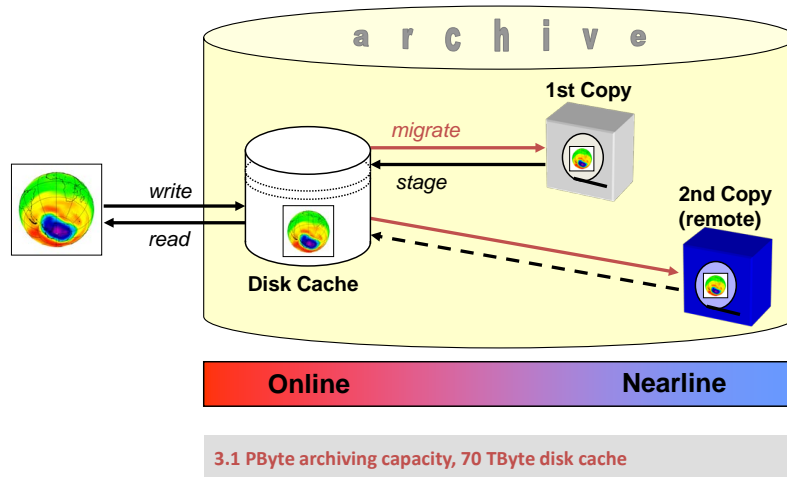 archive
1st Copy
migrate
stage
2nd Copy
(remote)
write
read
Disk Cache
Online
Nearline
3.1 PByte archiving capacity, 70 TByte disk cache